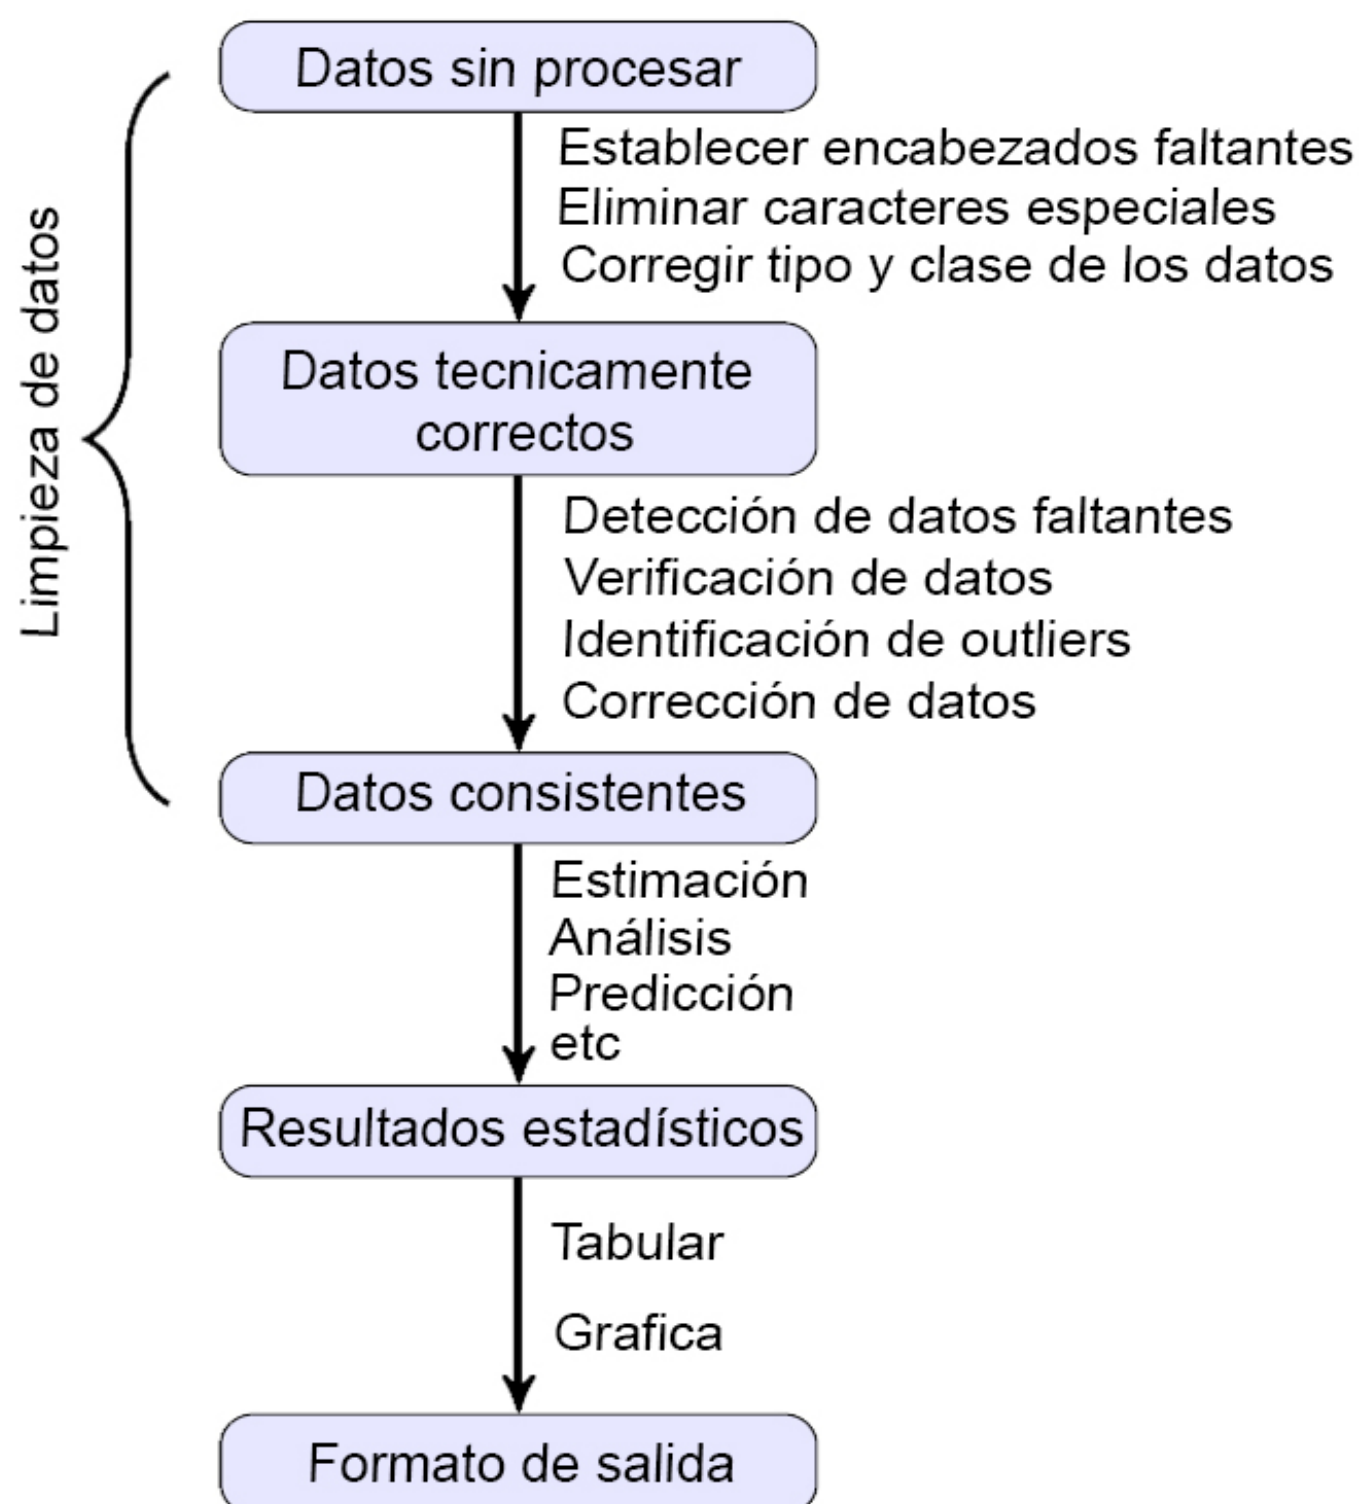 Datos sin procesar
Establecer encabezados faltantes
Eliminar caracteres especiales
Corregir tipo y clase de los datos
Limpieza de datos
Datos tecnicamente
correctos
Detección de datos faltantes
Verificación de datos
Identificación de outliers
Corrección de datos
Datos consistentes
Estimación
Análisis
Predicción
etc
Resultados estadísticos
Tabular
Grafica
Formato de salida